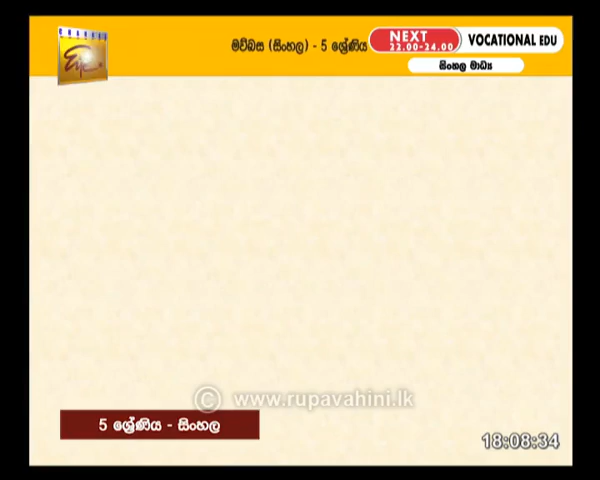 Eye
මව්බස (සිංහල) - 5 ශ්‍රේණිය
NEXT
22.00-24.00
VOCATIONAL EDU
සිංහල මාධ්‍ය
© www.rupavahini.lk
5 ශ්‍රේණිය - සිංහල
18:08:34